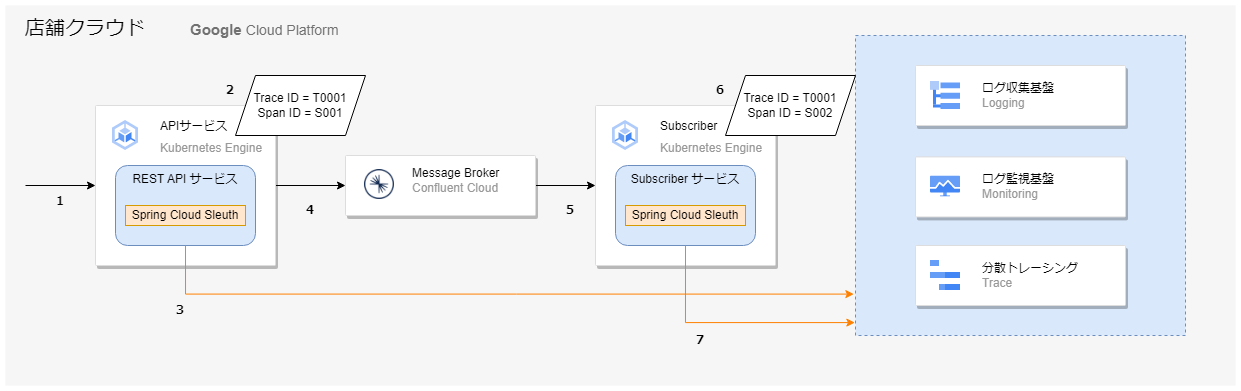 店舗クラウド
Google Cloud Platform
1
2
Trace ID = T0001
Span ID = S001
APIサービス
Kubernetes Engine
REST API サービス
Spring Cloud Sleuth
3
4
Message Broker
Confluent Cloud
5
6
Trace ID = T0001
Span ID = S002
Subscriber
Kubernetes Engine
Subscriber サービス
Spring Cloud Sleuth
7
ログ収集基盤
Logging
ログ監視基盤
Monitoring
分散トレーシング
Trace